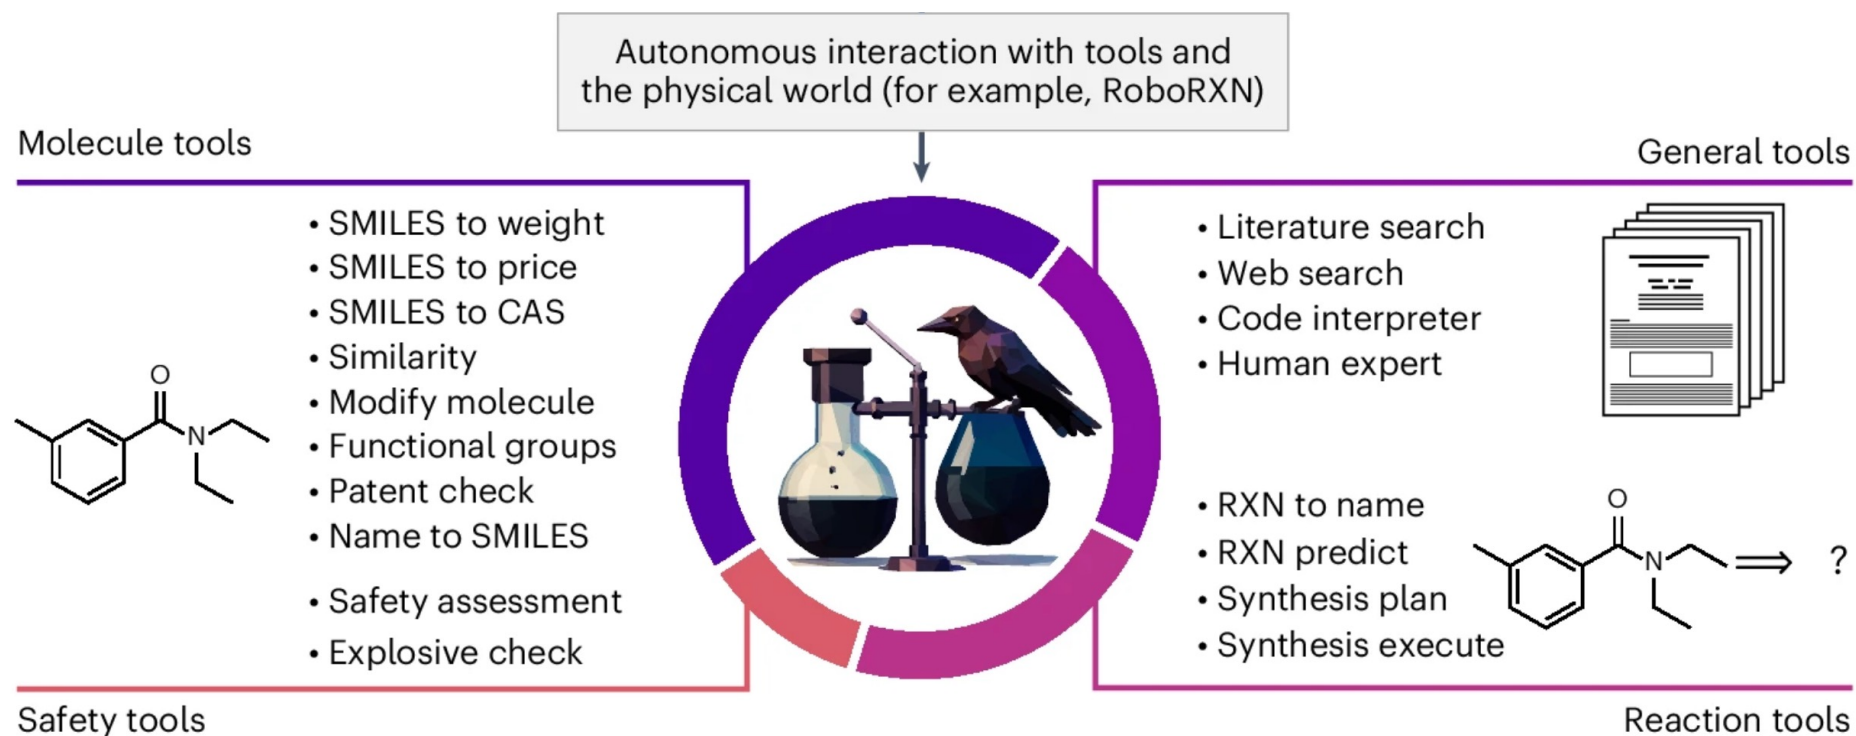 Autonomous interaction with tools and
the physical world (for example, RoboRXN)
Molecule tools
• SMILES to weight
• SMILES to price
• SMILES to CAS
• Similarity
• Modify molecule
• Functional groups
• Patent check
• Name to SMILES
O
N
• Safety assessment
• Explosive check
Safety tools
General tools
• Literature search
• Web search
• Code interpreter
• Human expert
• RXN to name
• RXN predict
• Synthesis plan
• Synthesis execute
O
N
?
Reaction tools